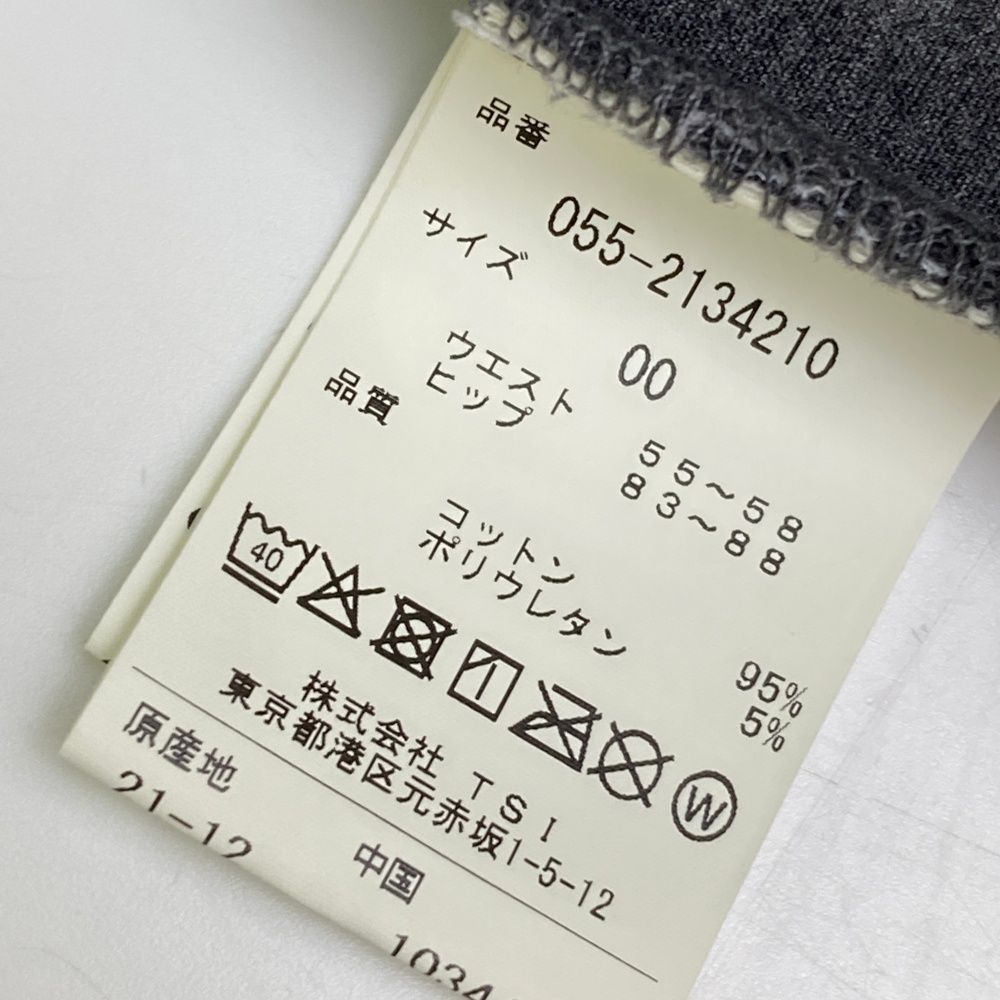 品番
055-2134210
サイズ
00
ウエスト 55～58
ヒップ 83～88
品質
コットン 95%
ポリウレタン 5%
40
W
株式会社 TSI
東京都港区元赤坂1-5-12
原産地
中国
21-12